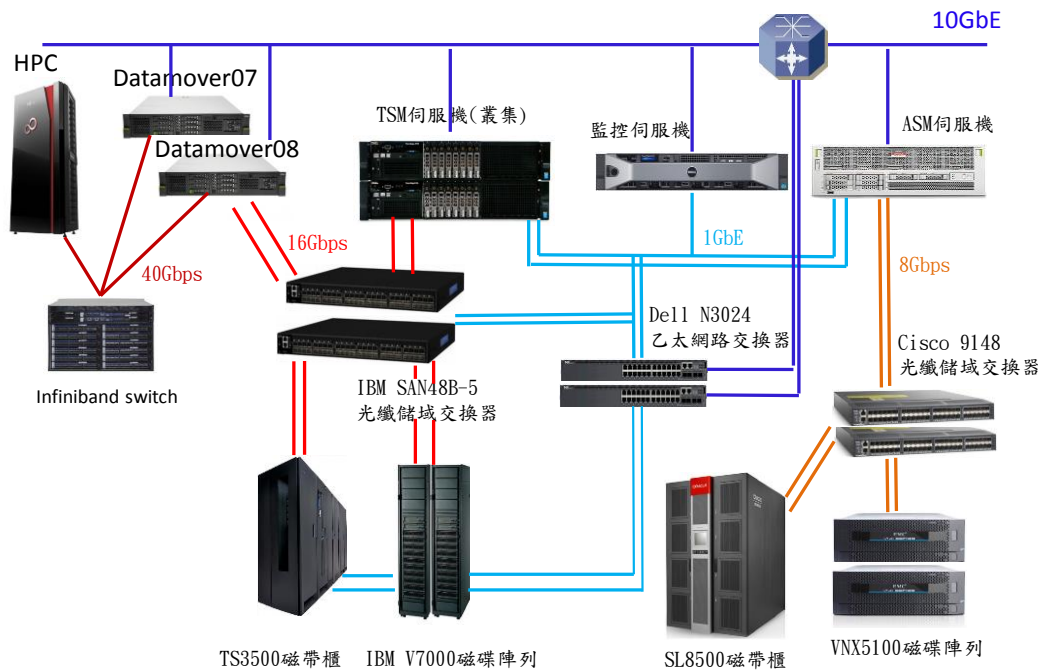 10GbE
HPC
Datamover07
Datamover08
TSM伺服機(叢集)
監控伺服機
ASM伺服機
16Gbps
1GbE
8Gbps
40Gbps
Dell N3024
乙太網路交換器
Cisco 9148
光纖儲域交換器
Infiniband switch
IBM SAN48B-5
光纖儲域交換器
ORACLE
EMC²
EMC²
TS3500磁帶櫃
IBM V7000磁碟陣列
SL8500磁帶櫃
VNX5100磁碟陣列